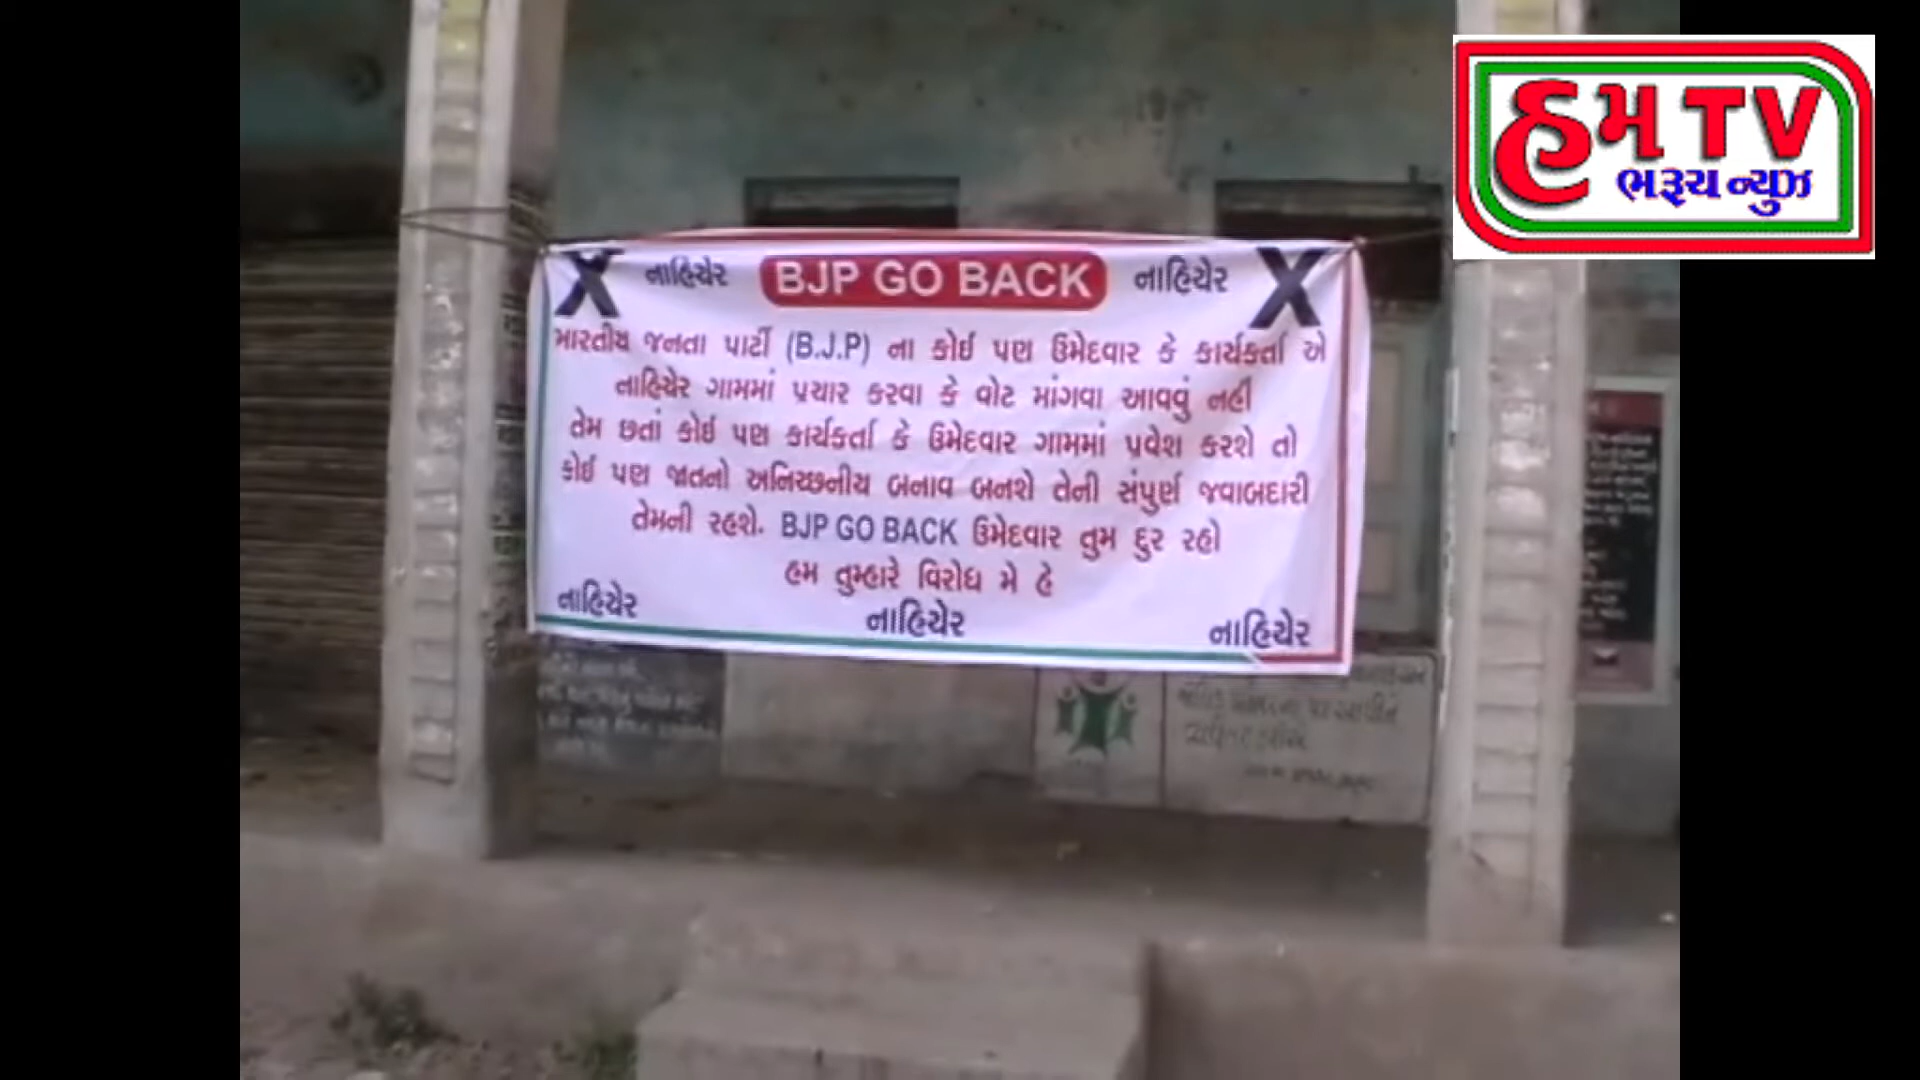 હમ TV
ભરૂચ ન્યુઝ
X નાહિયેર BJP GO BACK નાહિયેર X
ભારતીય જનતા પાર્ટી (B.J.P) ના કોઈ પણ ઉમેદવાર કે કાર્યકર્તા એ
નાહિયેર ગામમાં પ્રચાર કરવા કે વોટ માંગવા આવવું નહી
તેમ છતાં કોઈ પણ કાર્યકર્તા કે ઉમેદવાર ગામમાં પ્રવેશ કરશે તો
કોઈ પણ જાતનો અનિચ્છનીય બનાવ બનશે તેની સંપુર્ણ જવાબદારી
તેમની રહશે. BJP GO BACK ઉમેદવાર તુમ દુર રહો
હમ તુમ્હારે વિરોધ મે હે
નાહિયેર નાહિયેર નાહિયેર